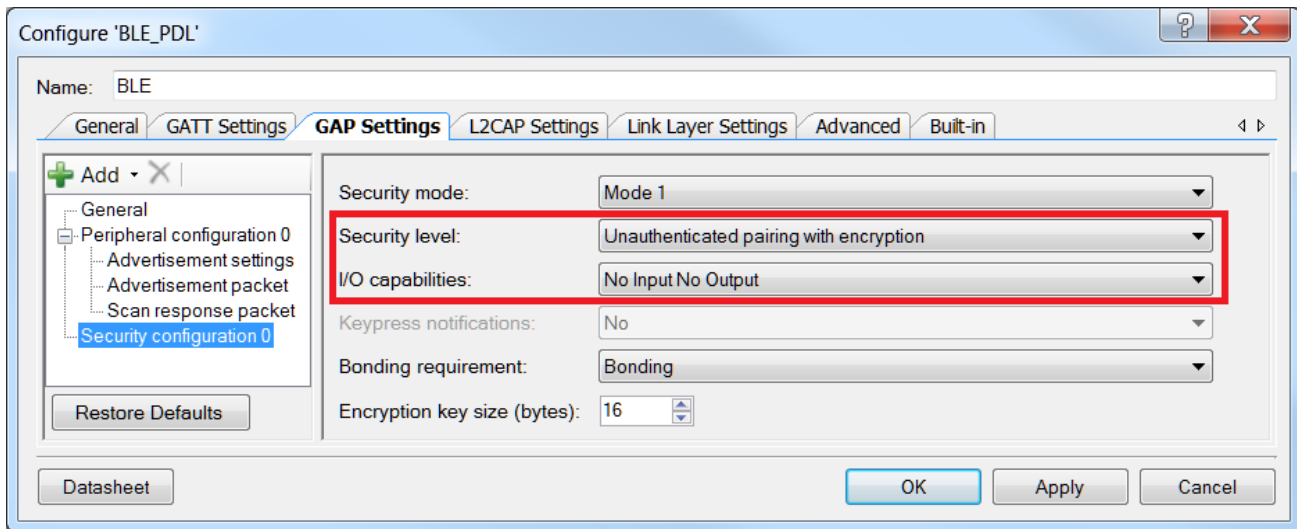 Configure 'BLE_PDL'
Name: BLE
General GATT Settings GAP Settings L2CAP Settings Link Layer Settings Advanced Built-in
Add
General
Peripheral configuration 0
Advertisement settings
Advertisement packet
Scan response packet
Security configuration 0
Restore Defaults
Security mode: Mode 1
Security level: Unauthenticated pairing with encryption
I/O capabilities: No Input No Output
Keypress notifications: No
Bonding requirement: Bonding
Encryption key size (bytes): 16
Datasheet OK Apply Cancel